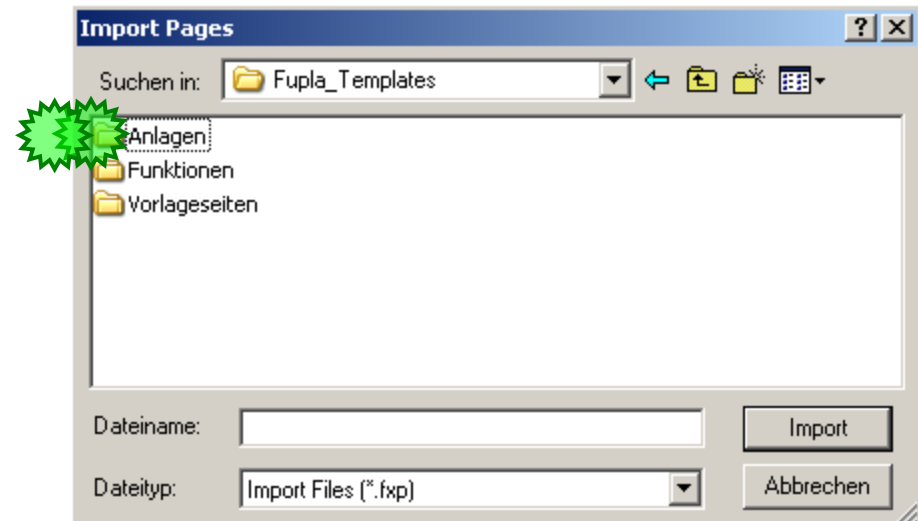 Import Pages
Suchen in: Fupla_Templates
Anlagen
Funktionen
Vorlageseiten
Dateiname: Import
Dateityp: Import Files (*.fxp) Abbrechen